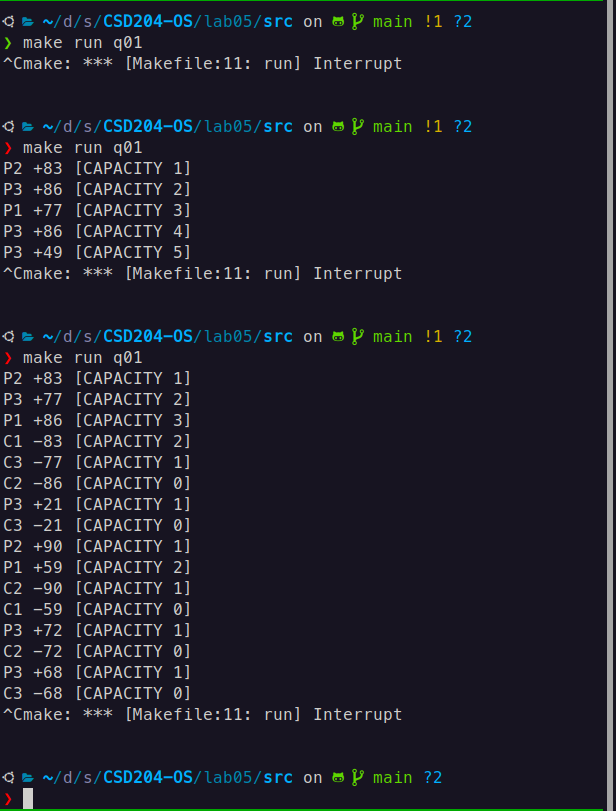 ~/d/s/CSD204-OS/lab05/src on main !1 ?2
❯ make run q01
^Cmake: *** [Makefile:11: run] Interrupt
~/d/s/CSD204-OS/lab05/src on main !1 ?2
❯ make run q01
P2 +83 [CAPACITY 1]
P3 +86 [CAPACITY 2]
P1 +77 [CAPACITY 3]
P3 +86 [CAPACITY 4]
P3 +49 [CAPACITY 5]
^Cmake: *** [Makefile:11: run] Interrupt
~/d/s/CSD204-OS/lab05/src on main !1 ?2
❯ make run q01
P2 +83 [CAPACITY 1]
P3 +77 [CAPACITY 2]
P1 +86 [CAPACITY 3]
C1 -83 [CAPACITY 2]
C3 -77 [CAPACITY 1]
C2 -86 [CAPACITY 0]
P3 +21 [CAPACITY 1]
C3 -21 [CAPACITY 0]
P2 +90 [CAPACITY 1]
P1 +59 [CAPACITY 2]
C2 -90 [CAPACITY 1]
C1 -59 [CAPACITY 0]
P3 +72 [CAPACITY 1]
C2 -72 [CAPACITY 0]
P3 +68 [CAPACITY 1]
C3 -68 [CAPACITY 0]
^Cmake: *** [Makefile:11: run] Interrupt
~/d/s/CSD204-OS/lab05/src on main ?2
❯